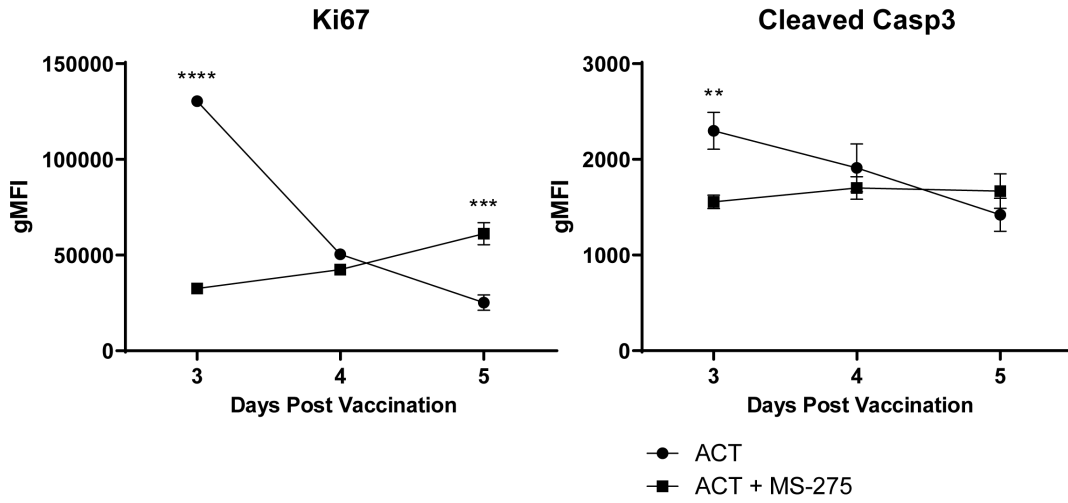 Ki67
150000
100000
50000
0
gMFI
****
***
3 4 5
Days Post Vaccination
Cleaved Casp3
3000
2000
1000
0
gMFI
**
3 4 5
Days Post Vaccination
ACT
ACT + MS-275